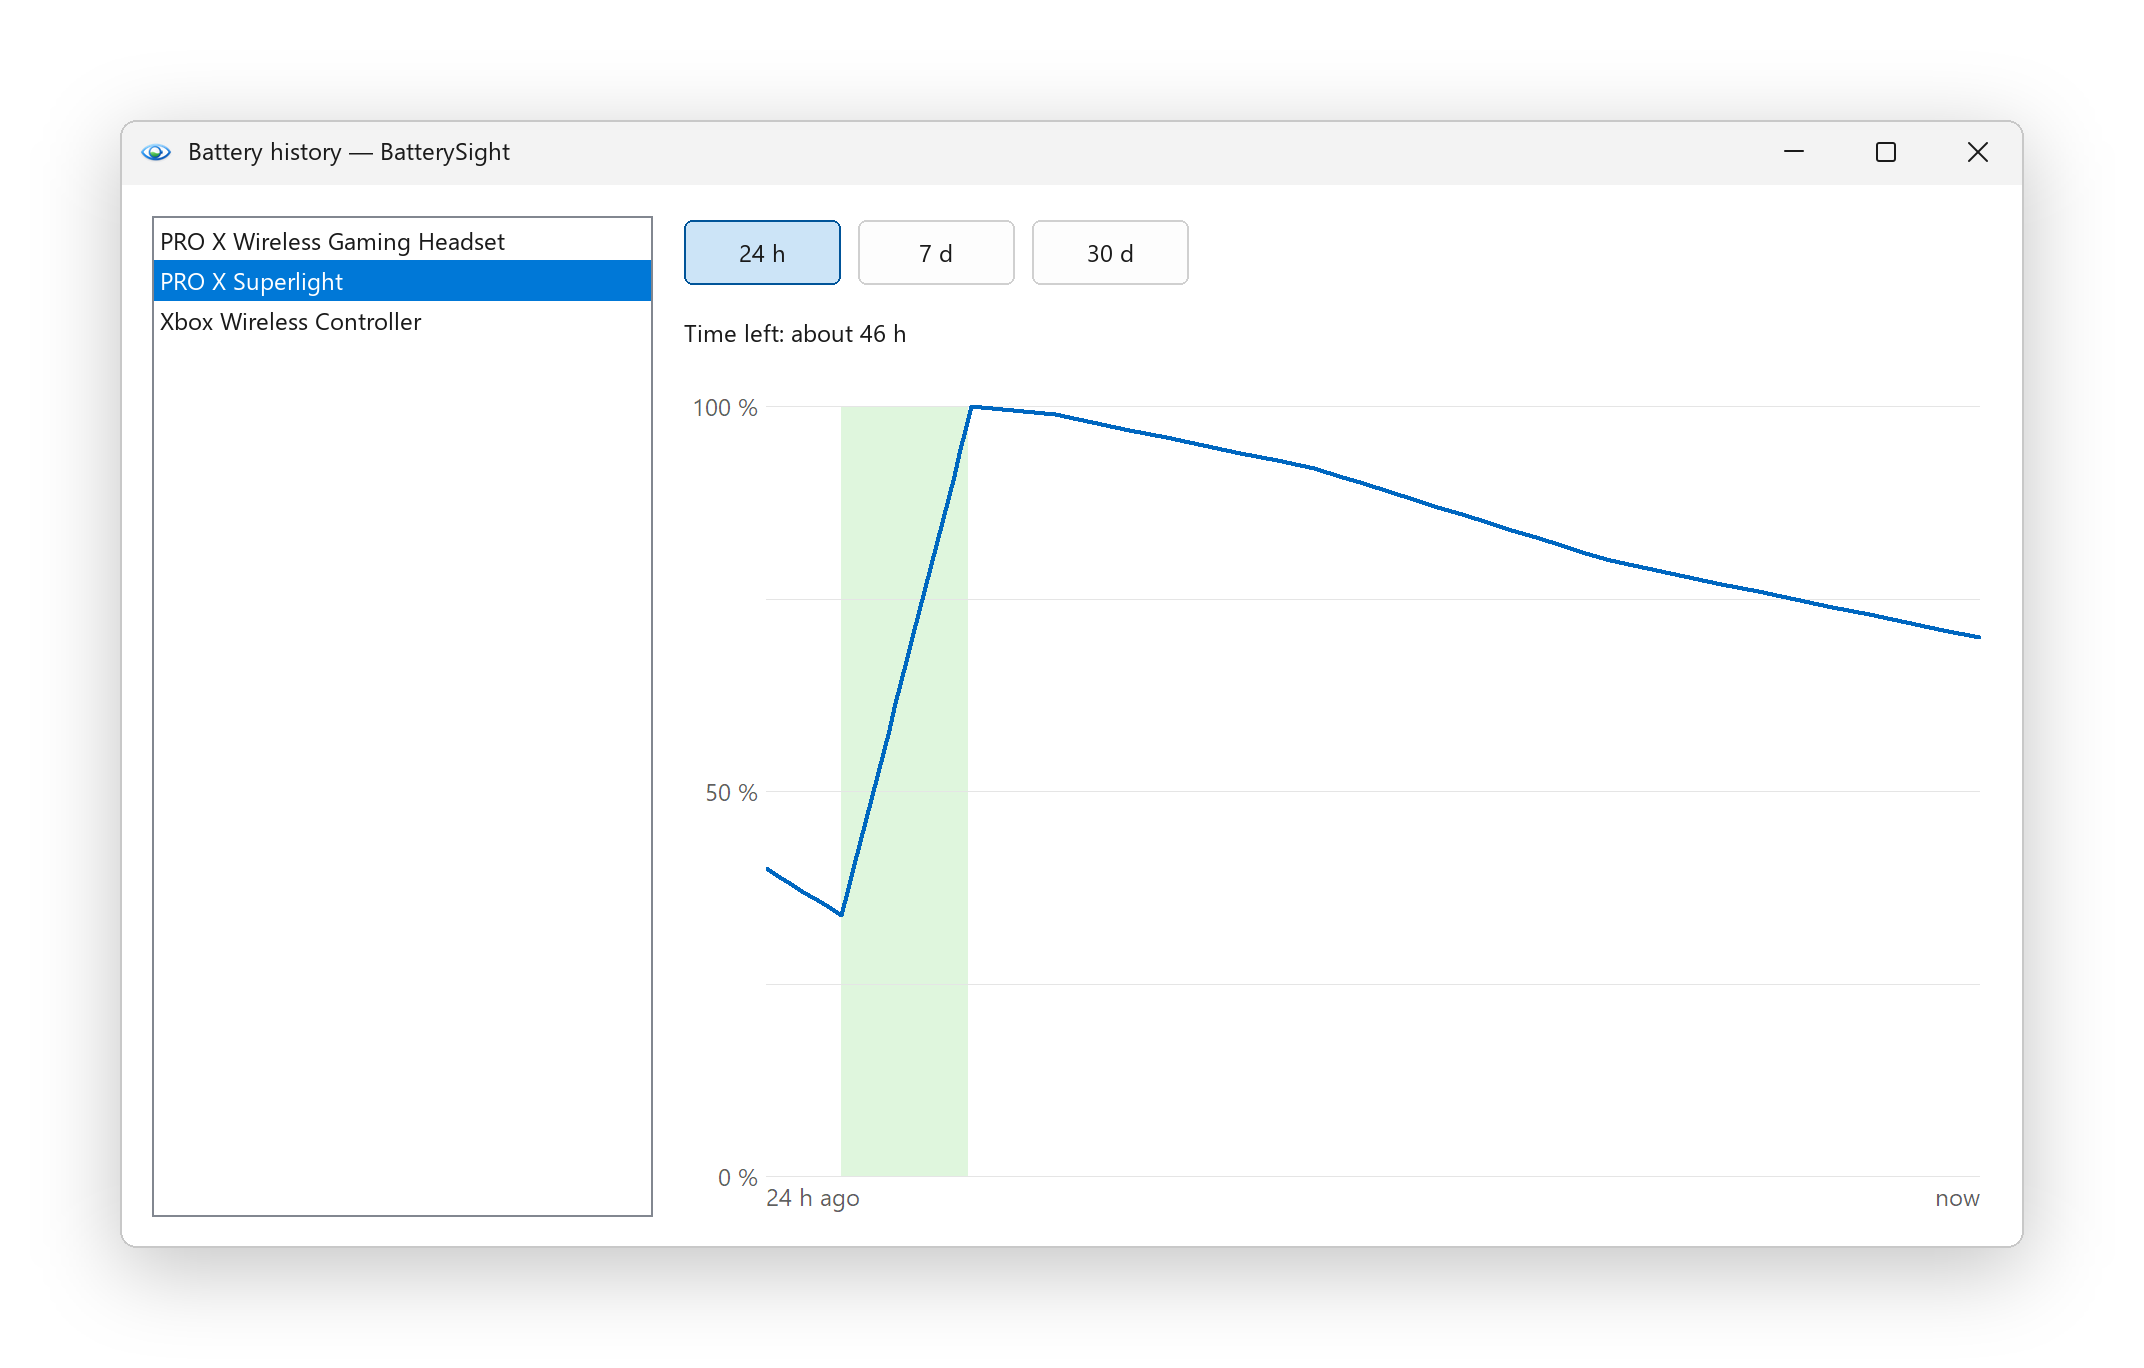 Battery history — BatterySight
PRO X Wireless Gaming Headset
PRO X Superlight
Xbox Wireless Controller
24 h
7 d
30 d
Time left: about 46 h
100 %
50 %
0 %
24 h ago
now